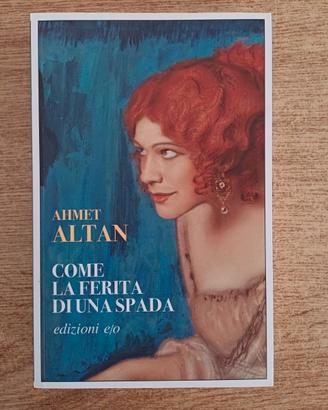 AHMET
ALTAN
COME
LA FERITA
DI UNA SPADA
edizioni e/o